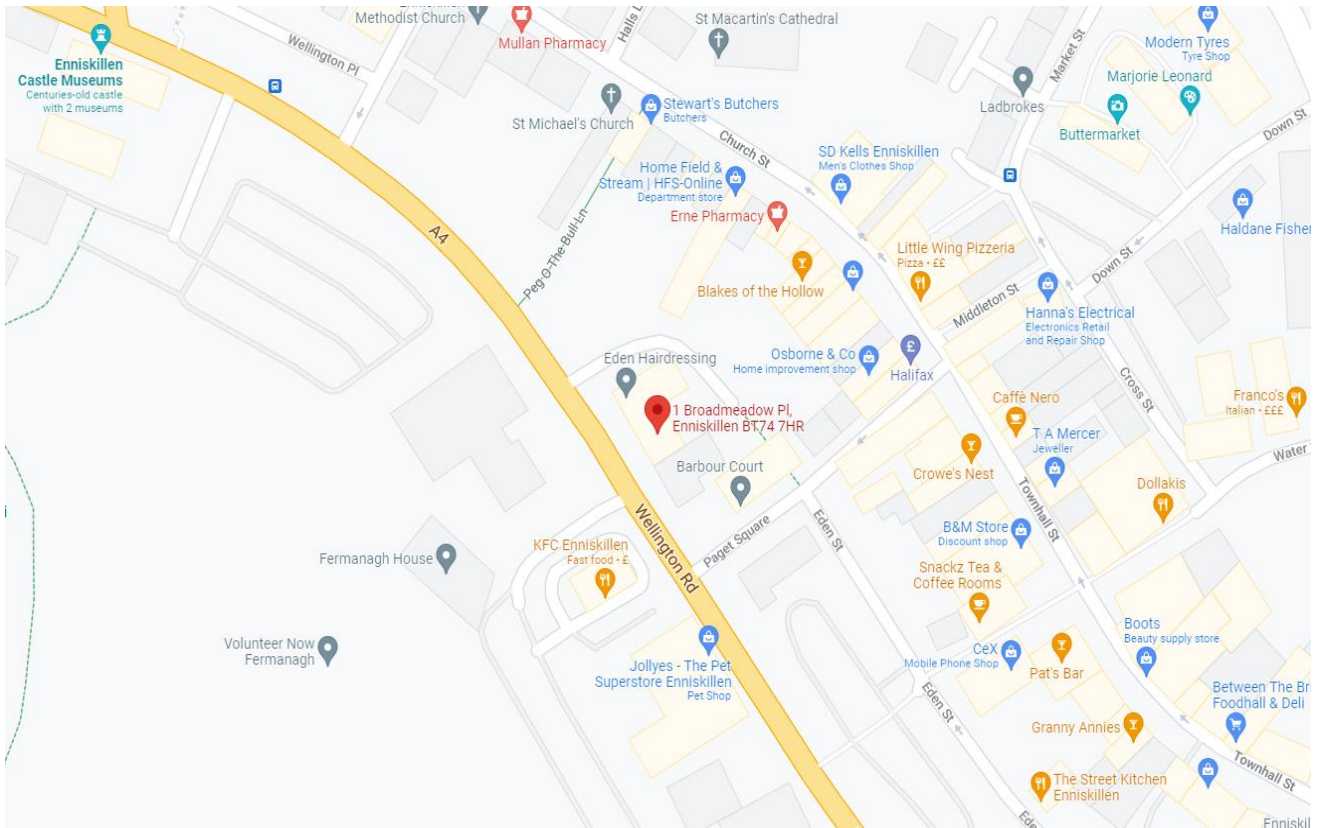 Enniskillen
Methodist Church
Mullan Pharmacy
Halls L
St Macartin's Cathedral
Market St
Modern Tyres
Tyre Shop
Enniskillen
Castle Museums
Centuries-old castle
with 2 museums
Wellington Pl
Marjorie Leonard
Ladbrokes
Buttermarket
Down St
St Michael's Church
Stewart's Butchers
Butchers
Church St
SD Kells Enniskillen
Men's Clothes Shop
Home Field &
Stream | HFS-Online
Department store
Erne Pharmacy
Haldane Fisher
A4
Peg O The Bull Ln
Little Wing Pizzeria
Pizza • ££
Down St
Blakes of the Hollow
Middleton St
Hanna's Electrical
Electronics Retail
and Repair Shop
Eden Hairdressing
Osborne & Co
Home improvement shop
Halifax
Cross St
Caffè Nero
Franco's
Italian • £££
1 Broadmeadow Pl,
Enniskillen BT74 7HR
T A Mercer
Jeweller
Barbour Court
Crowe's Nest
Water
Dollakis
Townhall St
Wellington Rd
Paget Square
Eden St
B&M Store
Discount shop
KFC Enniskillen
Fast food • £
Fermanagh House
Snackz Tea &
Coffee Rooms
Volunteer Now
Fermanagh
Jollyes - The Pet
Superstore Enniskillen
Pet Shop
CeX
Mobile Phone Shop
Pat's Bar
Boots
Beauty supply store
Eden St
Between The Br
Foodhall & Deli
Granny Annies
Townhall St
The Street Kitchen
Enniskillen
Ede
Enniskil